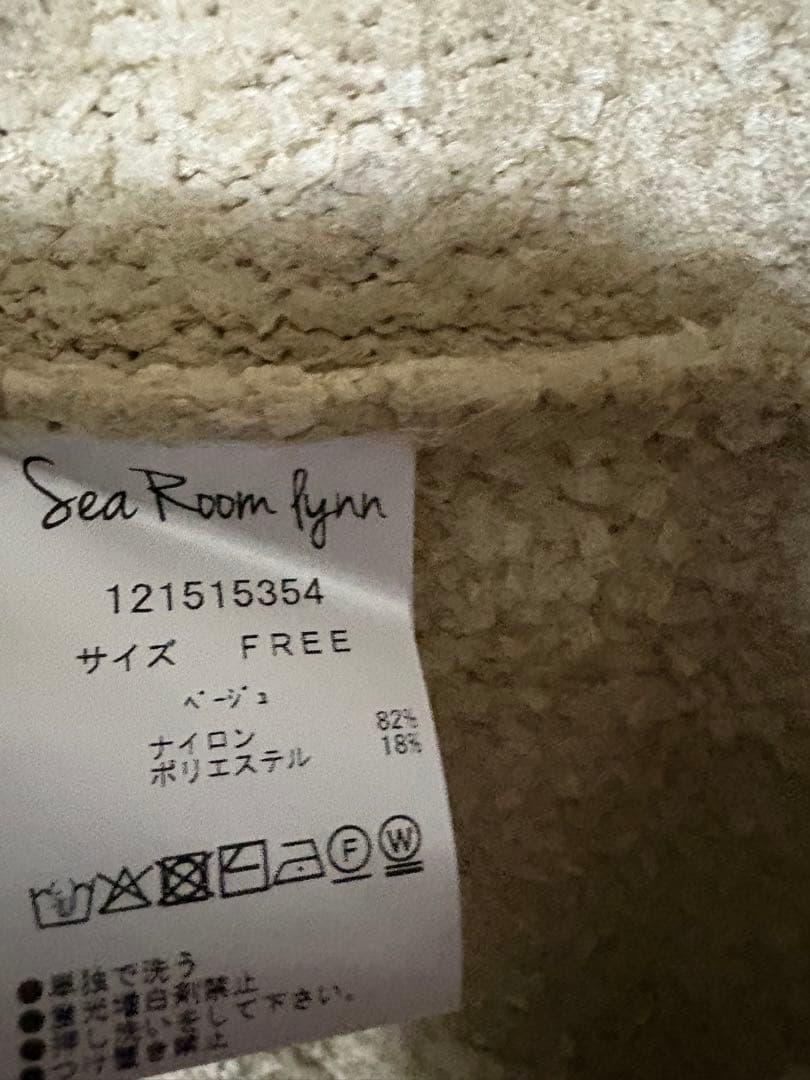 Sea Room lynn
121515354
サイズ FREE
ベージュ
ナイロン 82%
ポリエステル 18%
F W
単独で洗う